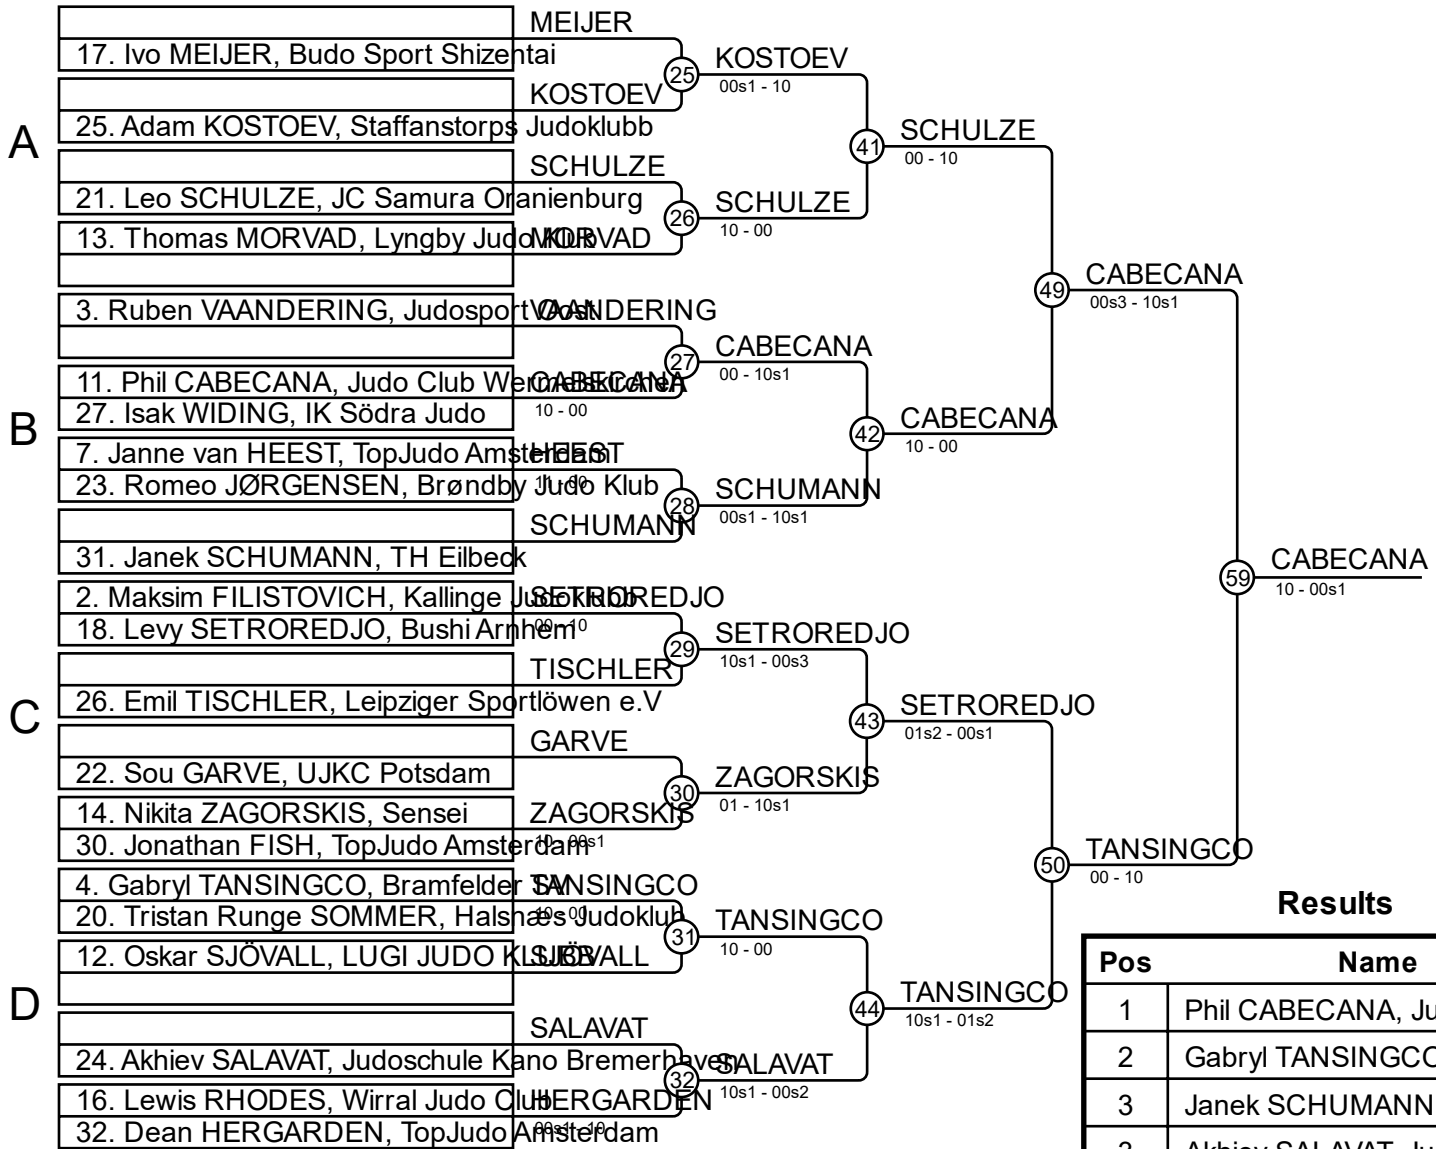 A
B
C
D
17. Ivo MEIJER, Budo Sport Shizentai
25. Adam KOSTOEV, Staffanstorps Judoklubb
21. Leo SCHULZE, JC Samura Oranienburg
13. Thomas MORVAD, Lyngby Judo Klub
3. Ruben VAANDERING, Judosport Oost
11. Phil CABECANA, Judo Club Wermelskirchen
27. Isak WIDING, IK Södra Judo
7. Janne van HEEST, TopJudo Amsterdam
23. Romeo JØRGENSEN, Brøndby Judo Klub
31. Janek SCHUMANN, TH Eilbeck
2. Maksim FILISTOVICH, Kallinge Judoklubb
18. Levy SETROREDJO, Bushi Arnhem
26. Emil TISCHLER, Leipziger Sportlöwen e.V
22. Sou GARVE, UJKC Potsdam
14. Nikita ZAGORSKIS, Sensei
30. Jonathan FISH, TopJudo Amsterdam
4. Gabryl TANSINGCO, Bramfelder SV
20. Tristan Runge SOMMER, Halsnæs Judoklub
12. Oskar SJÖVALL, LUGI JUDO KLUBB
24. Akhiev SALAVAT, Judoschule Kano Bremerhaven
16. Lewis RHODES, Wirral Judo Club
32. Dean HERGARDEN, TopJudo Amsterdam
MEIJER
KOSTOEV
SCHULZE
MORVAD
VAANDERING
CABECANA
10 - 00
HEEST
11 - 00
SCHUMANN
SETROREDJO
00 - 10
TISCHLER
GARVE
ZAGORSKIS
10 - 00s1
TANSINGCO
10 - 00
SJÖVALL
SALAVAT
HERGARDEN
00s1 - 10
25
KOSTOEV
00s1 - 10
26
SCHULZE
10 - 00
27
CABECANA
00 - 10s1
28
SCHUMANN
00s1 - 10s1
29
SETROREDJO
10s1 - 00s3
30
ZAGORSKIS
01 - 10s1
31
TANSINGCO
10 - 00
32
SALAVAT
10s1 - 00s2
41
SCHULZE
00 - 10
42
CABECANA
10 - 00
43
SETROREDJO
01s2 - 00s1
44
TANSINGCO
10s1 - 01s2
49
CABECANA
00s3 - 10s1
50
TANSINGCO
00 - 10
59
CABECANA
10 - 00s1
Results
Pos Name
1 Phil CABECANA, Ju
2 Gabryl TANSINGCO
3 Janek SCHUMANN